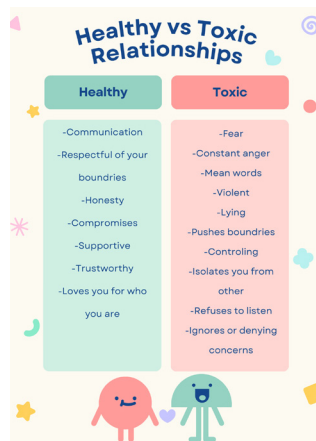 Healthy vs Toxic
Relationships
Healthy
-Communication
-Respectful of your
boundries
-Honesty
-Compromises
-Supportive
-Trustworthy
-Loves you for who
you are
Toxic
-Fear
-Constant anger
-Mean words
-Violent
-Lying
-Pushes boundries
-Controling
-Isolates you from
other
-Refuses to listen
-Ignores or denying
concerns